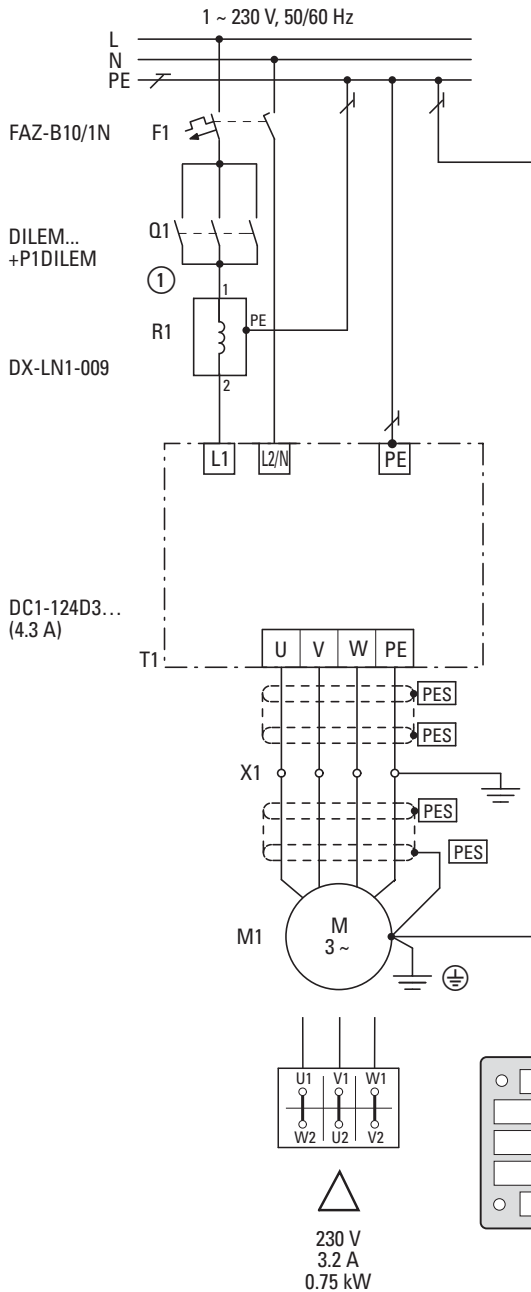 1 ~ 230 V, 50/60 Hz
L
N
PE
FAZ-B10/1N
F1
DILEM...
+P1DILEM
Q1
1
1
R1
PE
DX-LN1-009
2
L1
L2/N
PE
DC1-124D3…
(4.3 A)
T1
U
V
W
PE
PES
PES
X1
PES
PES
M1
M
3 ~
U1
V1
W1
W2
U2
V2
230 V
3.2 A
0.75 kW